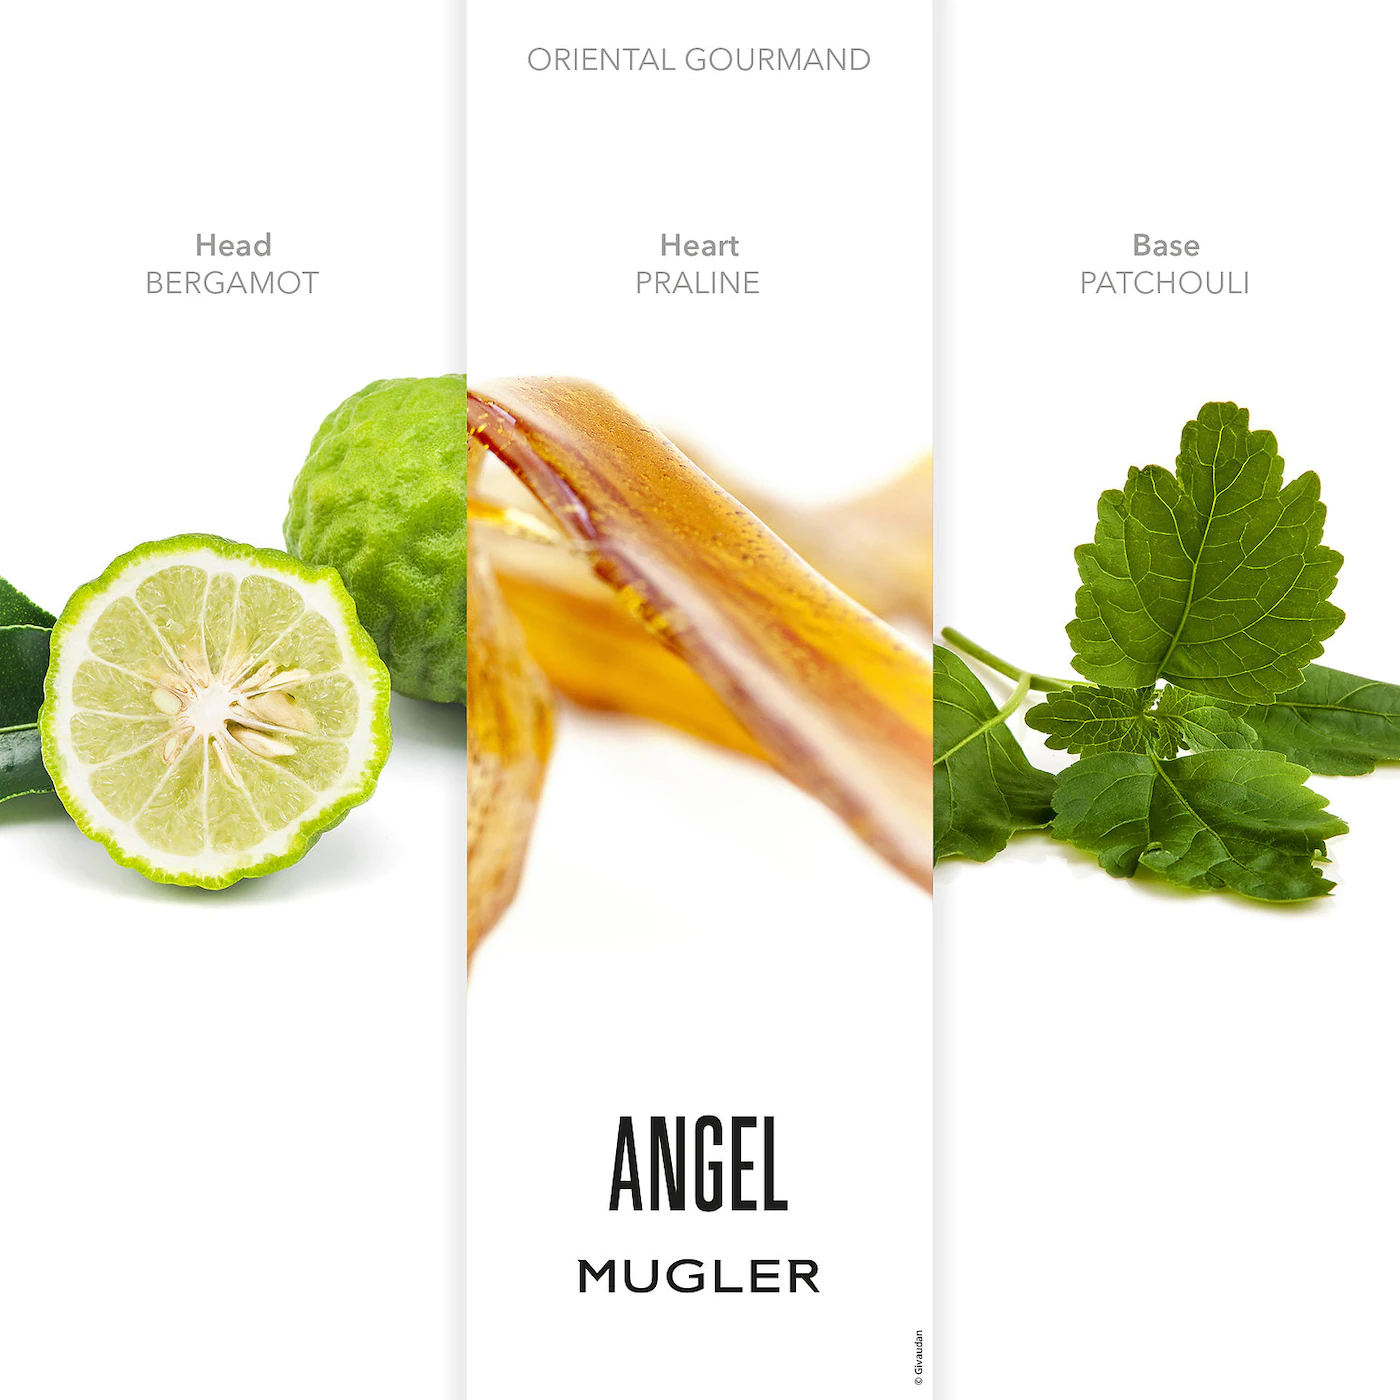 ORIENTAL GOURMAND
Head
BERGAMOT
Heart
PRALINE
Base
PATCHOULI
ANGEL
MUGLER
© Givaudan